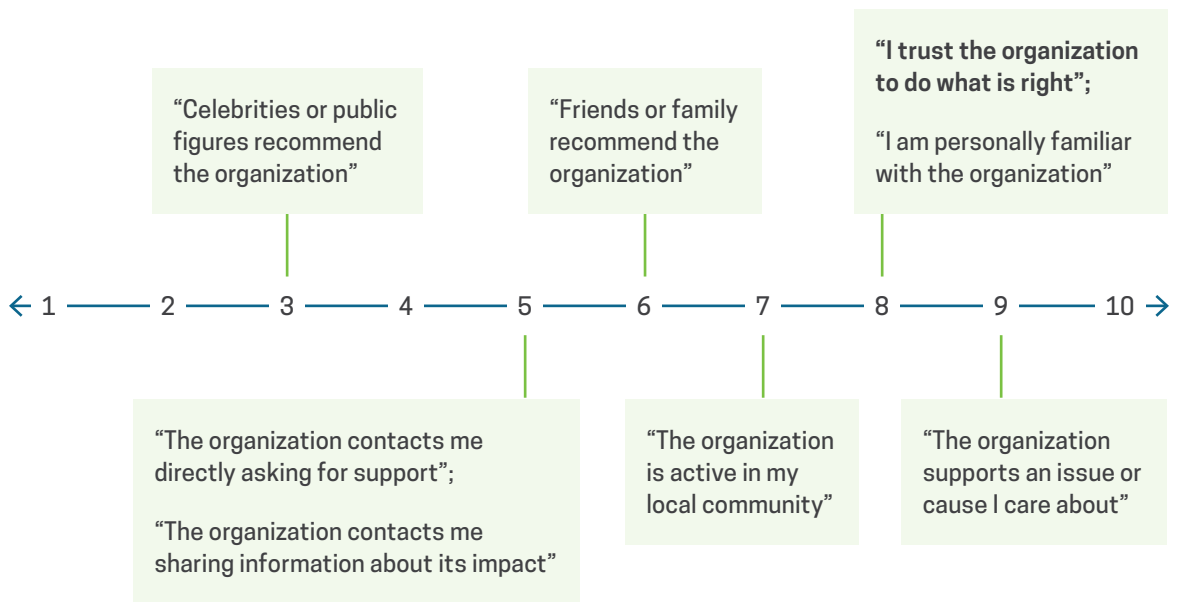 “Celebrities or public
figures recommend
the organization”
“Friends or family
recommend the
organization”
“I trust the organization
to do what is right”;
“I am personally familiar
with the organization”
1 2 3 4 5 6 7 8 9 10
“The organization contacts me
directly asking for support”;
“The organization contacts me
sharing information about its impact”
“The organization
is active in my
local community”
“The organization
supports an issue or
cause I care about”